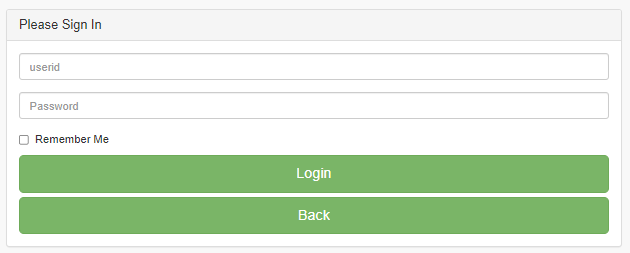 Please Sign In
userid
Password
Remember Me
Login
Back